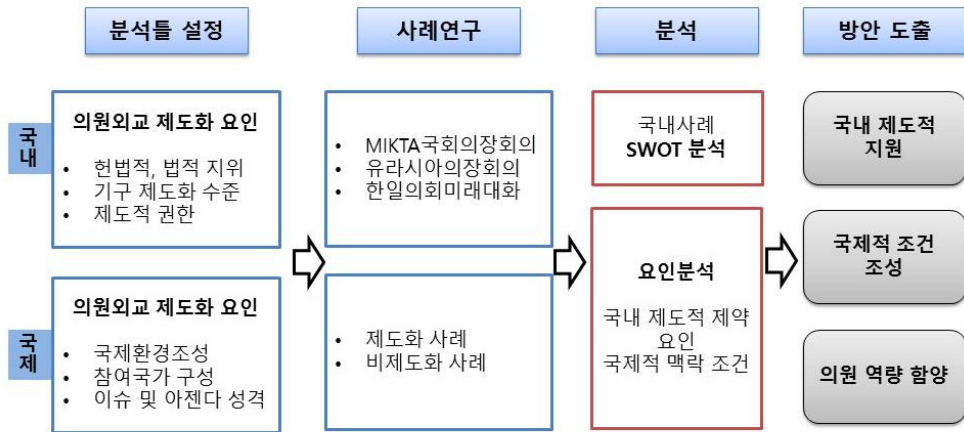 분석틀 설정
사례연구
분석
방안 도출
국내
의원외교 제도화 요인
• 헌법적, 법적 지위
• 기구 제도화 수준
• 제도적 권한
• MIKTA국회의장회의
• 유라시아의장회의
• 한일의회미래대화
국내사례
SWOT 분석
국내 제도적
지원
국제
의원외교 제도화 요인
• 국제환경조성
• 참여국가 구성
• 이슈 및 아젠다 성격
• 제도화 사례
• 비제도화 사례
요인분석
국내 제도적 제약
요인
국제적 맥락 조건
국제적 조건
조성
의원 역량 함양